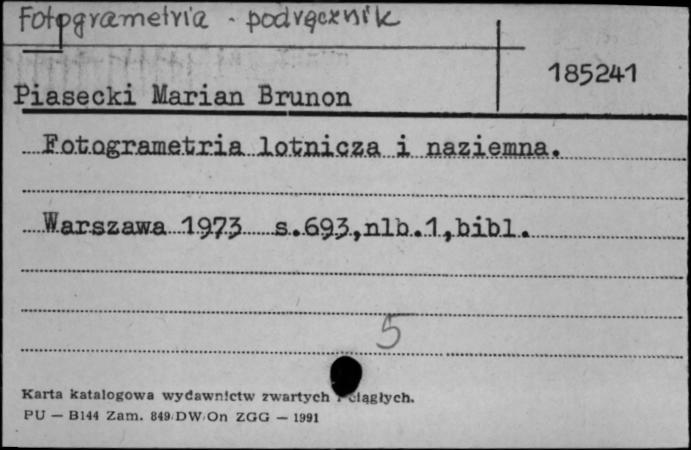 Fotogrametria - podręcznik
185241
Piasecki Marian Brunon
Fotogrametria lotnicza i naziemna.
Warszawa 1973 s.693,nlb.1,bibl.
5
Karta katalogowa wydawnictw zwartych i ciągłych.
PU — B144 Zam. 849/DW/On ZGG — 1991